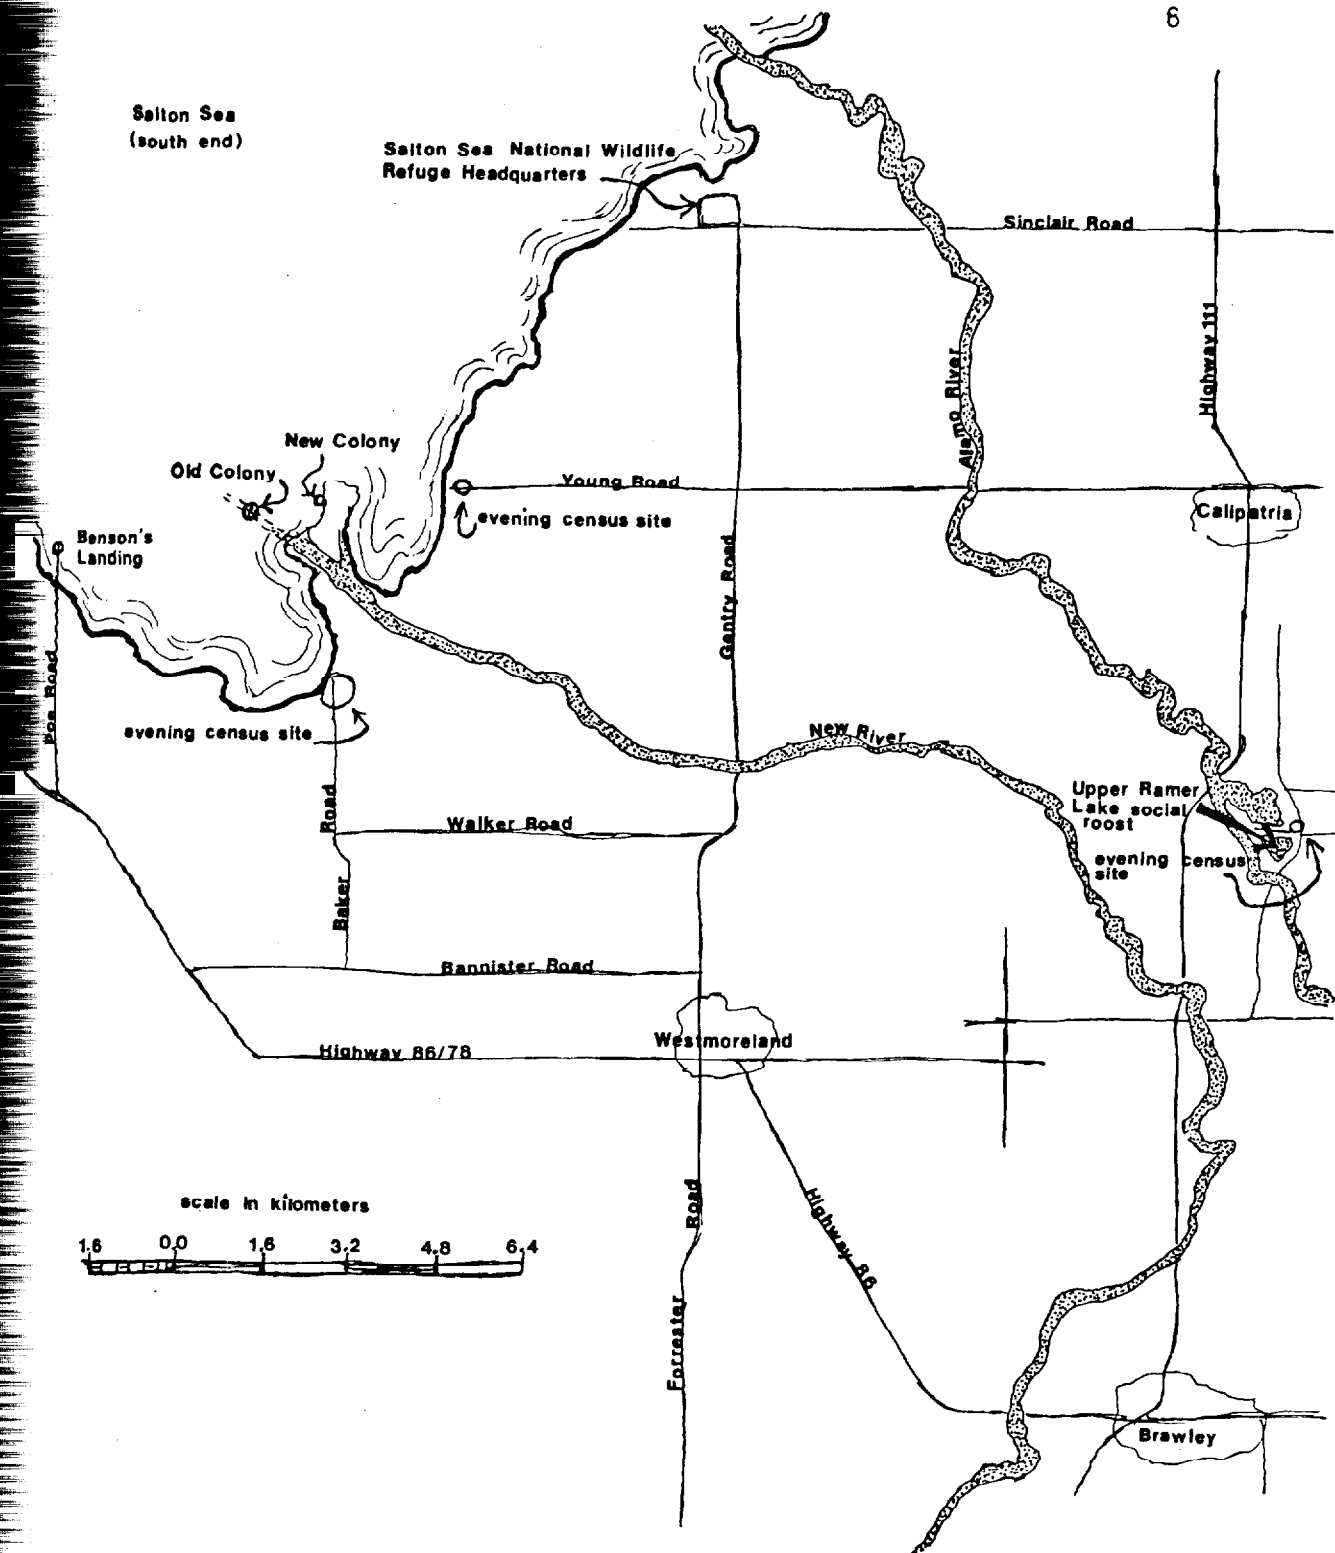 6
Salton Sea
(south end)
Salton Sea National Wildlife
Refuge Headquarters
Sinclair Road
Highway 111
Alamo River
New Colony
Old Colony
Young Road
evening census site
Calipatria
Benson's
Landing
Gentry Road
Poe Road
evening census site
New River
Upper Ramer
Lake social
roost
Road
Walker Road
evening census
site
Baker
Bannister Road
Westmoreland
Highway 86/78
scale in kilometers
1.6 0.0 1.6 3.2 4.8 6.4
Road
Highway 86
Forrester
Brawley